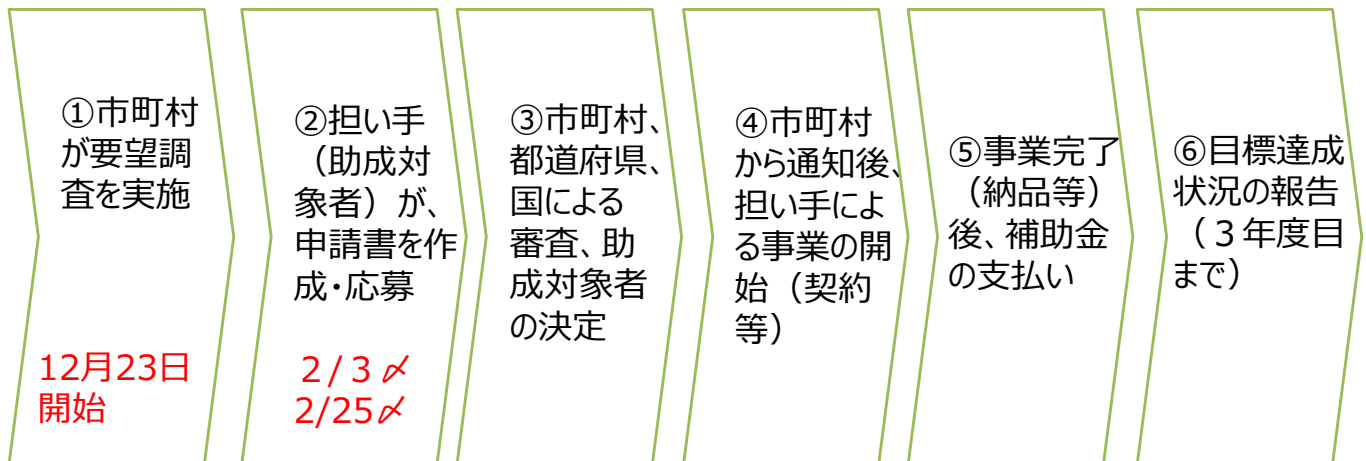 ①市町村
が要望調
査を実施
12月23日
開始
②担い手
（助成対
象者）が、
申請書を作
成・応募
2/3〆
2/25〆
③市町村、
都道府県、
国による
審査、助
成対象者
の決定
④市町村
から通知後、
担い手によ
る事業の開
始（契約
等）
⑤事業完了
（納品等）
後、補助金
の支払い
⑥目標達成
状況の報告
（３年度目
まで）